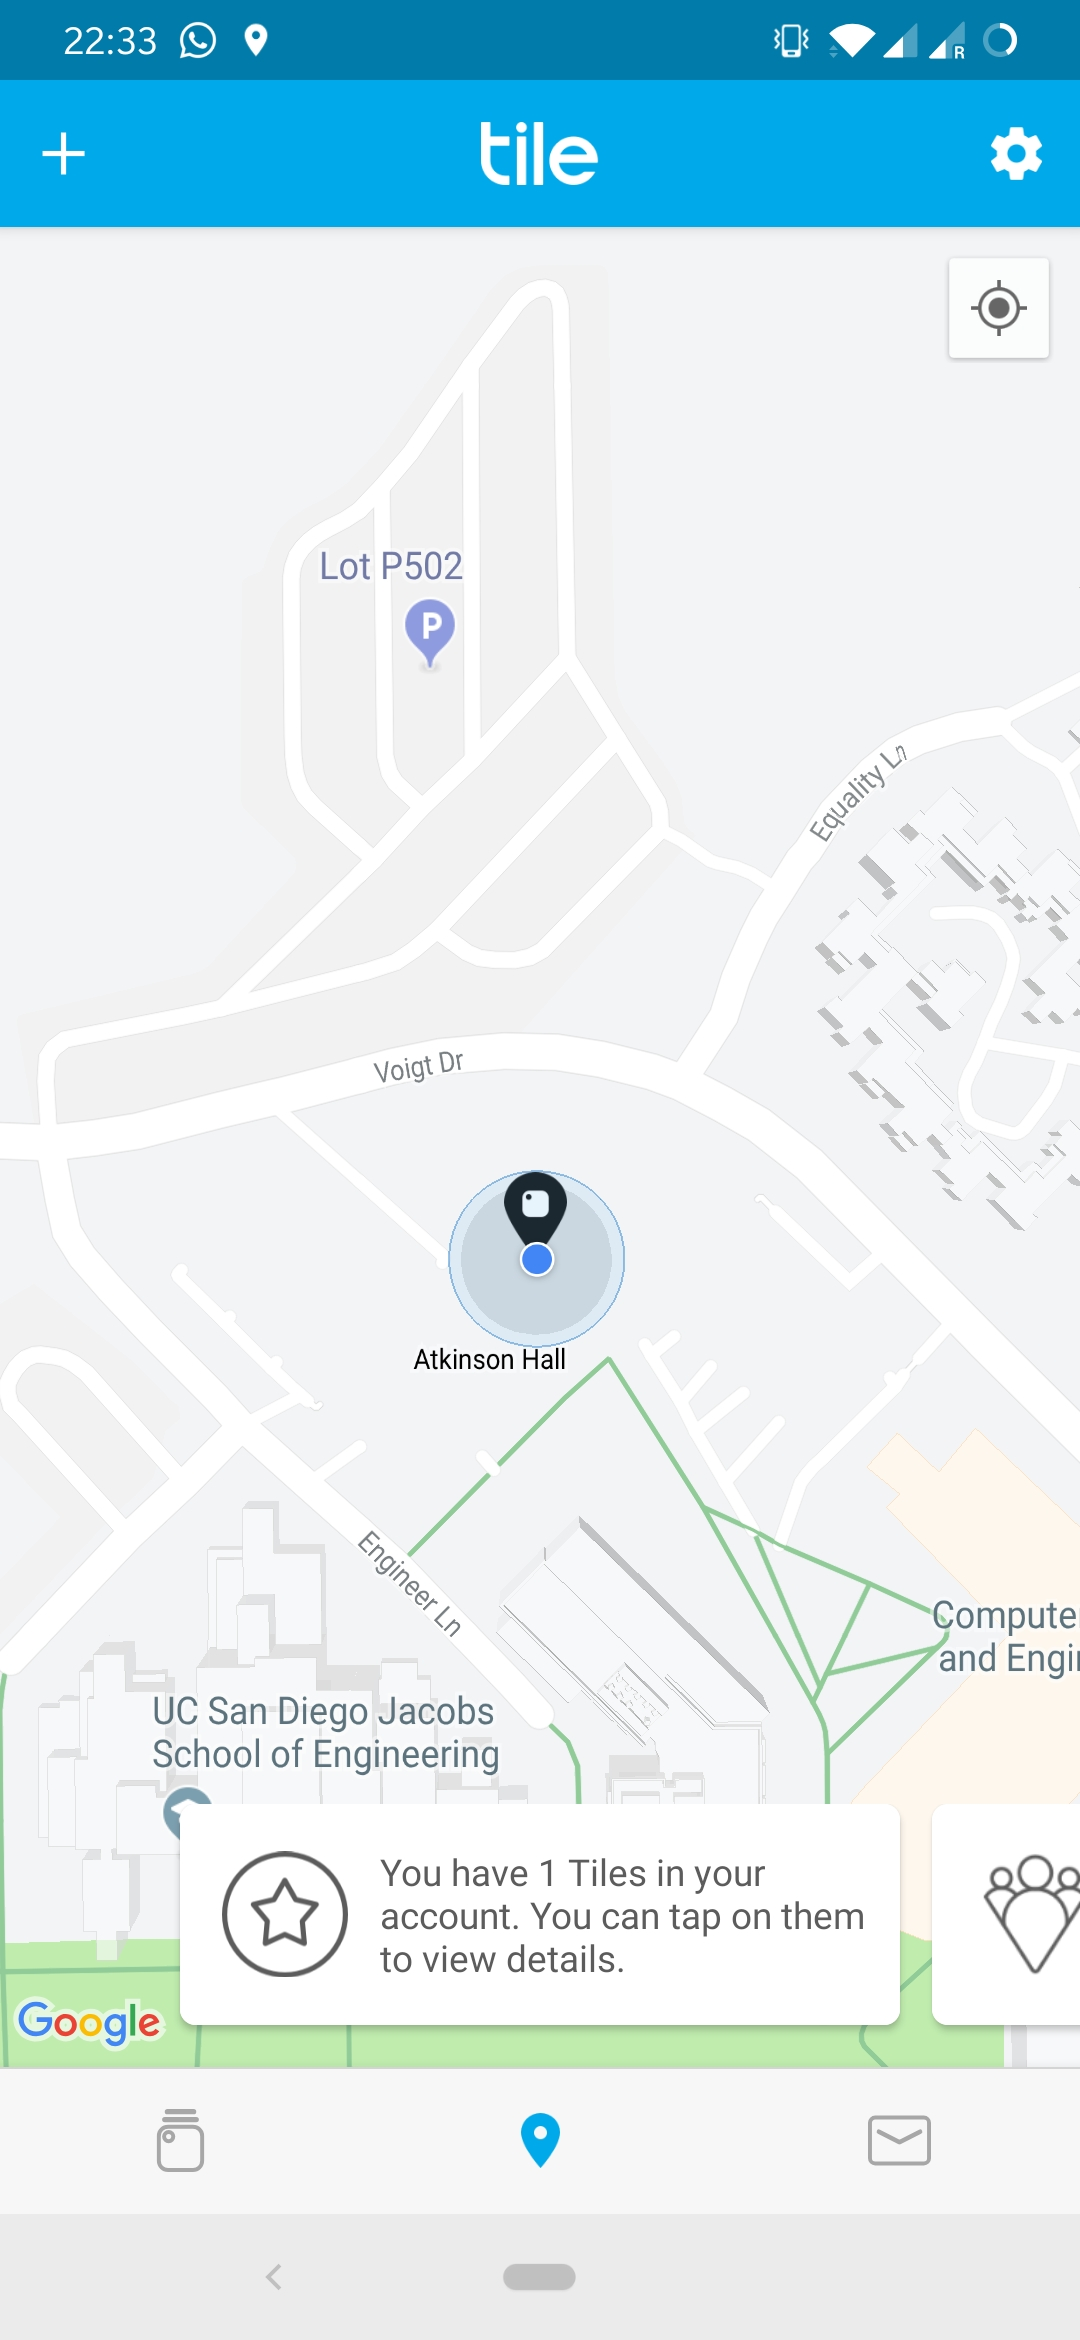 22:33
R
tile
Lot P502
P
Equality Ln
Voigt Dr
Atkinson Hall
Engineer Ln
Compute
and Engi
UC San Diego Jacobs
School of Engineering
You have 1 Tiles in your
account. You can tap on them
to view details.
Google